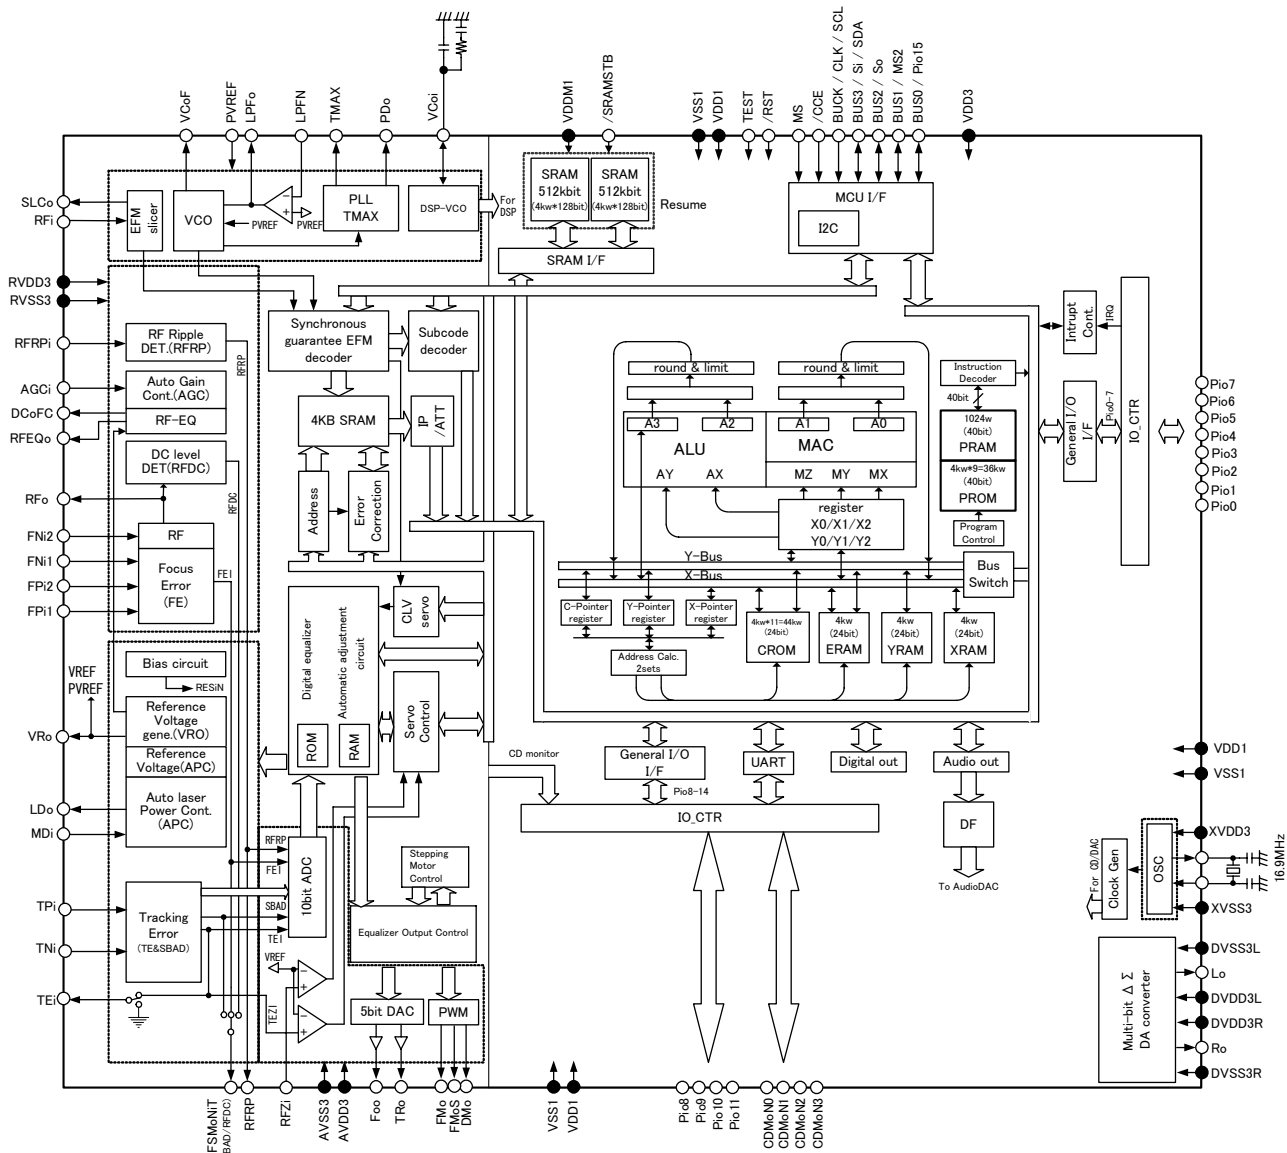 VCoF
PVREF
LPFo
LPFN
TMAX
PDo
VCoi
VDDM1
/SRAMSTB
VSS1
VDD1
TEST
/RST
MS
/CCE
BUCK / CLK / SCL
BUS3 / Si / SDA
BUS2 / So
BUS1 / MS2
BUS0 / Pio15
VDD3
SLCo
RFi
EFM
slicer
VCO
PVREF
PVREF
PLL
TMAX
DSP-VCO
For
DSP
SRAM
512kbit
(4kw*128bit)
SRAM
512kbit
(4kw*128bit)
Resume
SRAM I/F
MCU I/F
I2C
RVDD3
RVSS3
RFRPi
RF Ripple
DET.(RFRP)
RFRP
AGCi
Auto Gain
Cont.(AGC)
DCoFC
RF-EQ
RFEQo
DC level
DET(RFDC)
RFDC
RFo
FNi2
RF
FNi1
Focus
Error
(FE)
FEI
FPi2
FPi1
Synchronous
guarantee EFM
decoder
Subcode
decoder
4KB SRAM
IP
/ATT
Address
Error
Correction
round & limit
round & limit
A3
A2
A1
A0
ALU
MAC
AY
AX
MZ
MY
MX
register
X0/X1/X2
Y0/Y1/Y2
Instruction
Decoder
40bit
1024w
(40bit)
PRAM
4kw*9=36kw
(40bit)
PROM
Program
Control
Y-Bus
X-Bus
Bus
Switch
C-Pointer
register
Y-Pointer
register
X-Pointer
register
Address Calc.
2sets
4kw*11=44kw
(24bit)
CROM
4kw
(24bit)
ERAM
4kw
(24bit)
YRAM
4kw
(24bit)
XRAM
Intrupt
Cont.
IRQ
General I/O
I/F
Pio0-7
IO_CTR
Pio7
Pio6
Pio5
Pio4
Pio3
Pio2
Pio1
Pio0
CLV
servo
Digital equalizer
Automatic adjustment
circuit
ROM
RAM
Servo
Control
VREF
PVREF
Bias circuit
RESiN
Reference
Voltage
gene.(VRO)
VRo
Reference
Voltage(APC)
LDo
Auto laser
Power Cont.
(APC)
MDi
CD monitor
General I/O
I/F
Pio8-14
UART
Digital out
Audio out
IO_CTR
DF
To AudioDAC
VDD1
VSS1
XVDD3
OSC
Clock Gen
For CD/DAC
16.9MHz
XVSS3
RFRP
FEI
SBAD
TEI
10bit ADC
Stepping
Motor
Control
Equalizer Output Control
TPi
TNi
Tracking
Error
(TE&SBAD)
VREF
TEZI
TEi
5bit DAC
PWM
Multi-bit Δ Σ
DA converter
DVSS3L
Lo
DVDD3L
DVDD3R
Ro
DVSS3R
FSMoNiT
BAD/RFDC)
RFRP
RFZi
AVSS3
AVDD3
Foo
TRo
FMo
FMoS
DMo
VSS1
VDD1
Pio8
Pio9
Pio10
Pio11
CDMoN0
CDMoN1
CDMoN2
CDMoN3